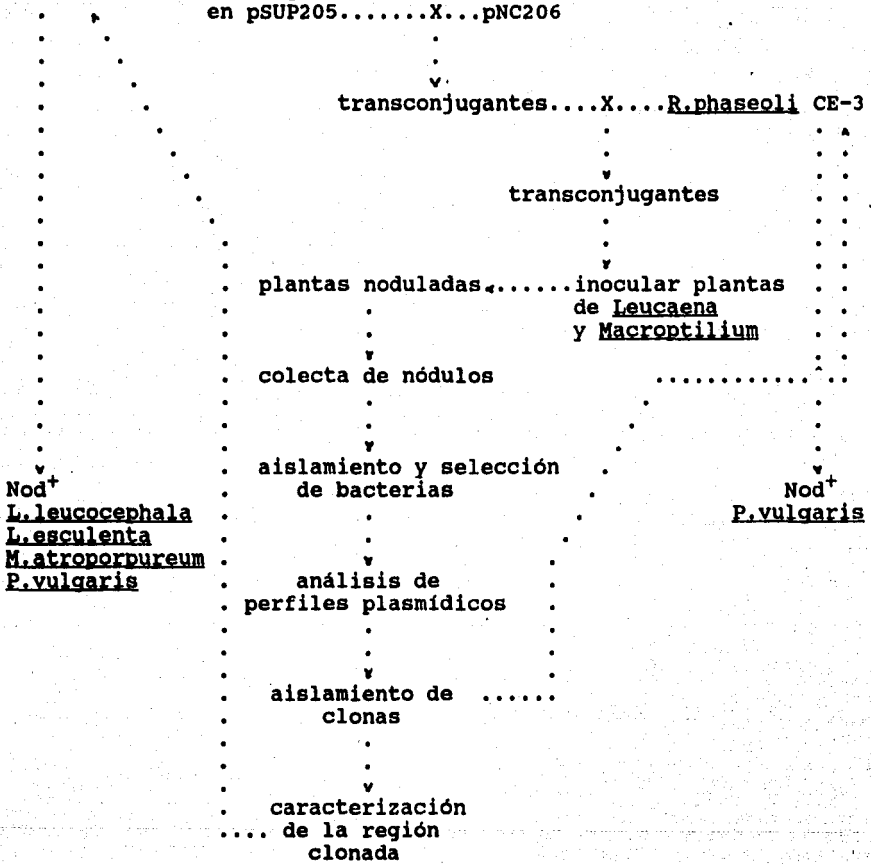 en pSUP205.......X...pNC206
transconjugantes....X....R.phaseoli CE-3
transconjugantes
plantas noduladas.......inocular plantas
de Leucaena
y Macroptilium
colecta de nódulos
aislamiento y selección
de bacterias
Nod+
L.leucocephala
L.esculenta
M.atroporpureum
P.vulgaris
Nod+
P.vulgaris
análisis de
perfiles plasmídicos
aislamiento de ......
clonas
caracterización
.... de la región
clonada